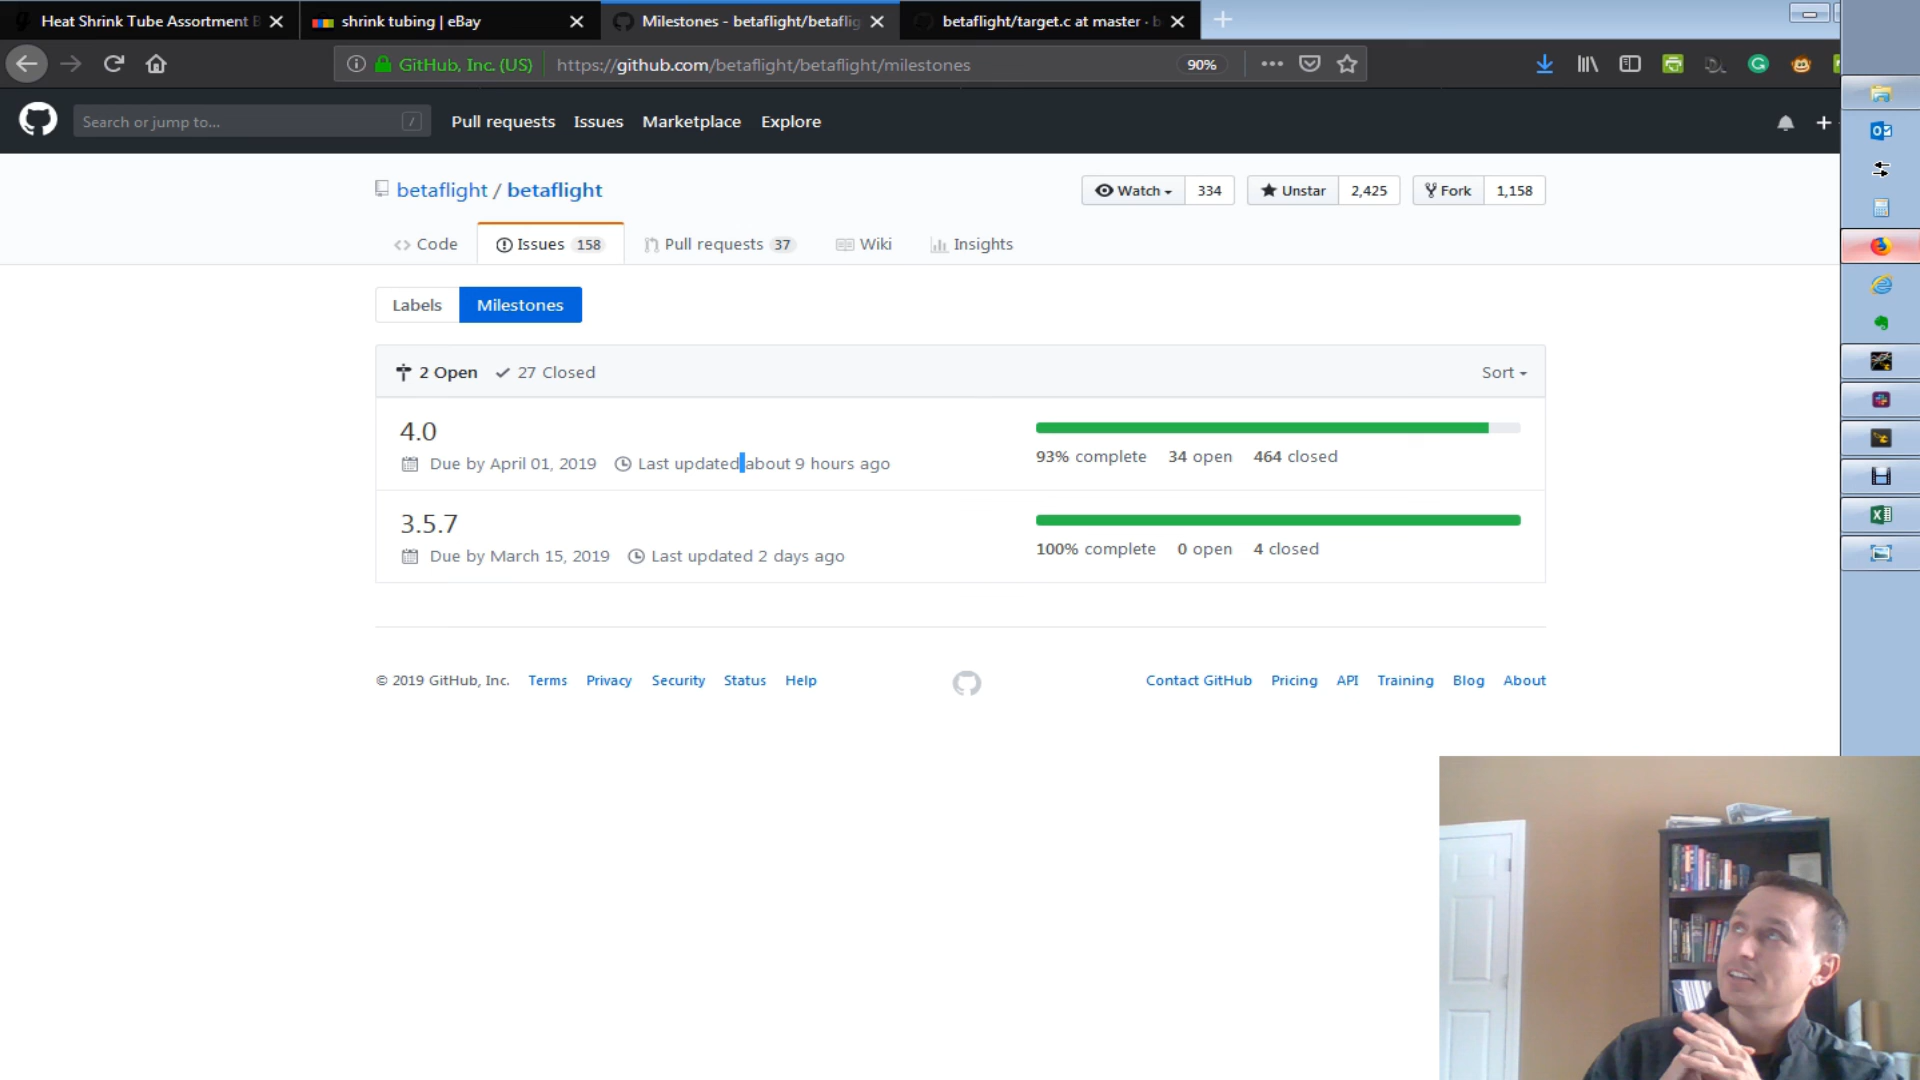 Heat Shrink Tube Assortment B
shrink tubing | eBay
Milestones - betaflight/betaflig
betaflight/target.c at master · b
GitHub, Inc. (US)
https://github.com/betaflight/betaflight/milestones
90%
Search or jump to...
/
Pull requests
Issues
Marketplace
Explore
betaflight / betaflight
Watch
334
Unstar
2,425
Fork
1,158
Code
Issues 158
Pull requests 37
Wiki
Insights
Labels
Milestones
2 Open
27 Closed
Sort
4.0
Due by April 01, 2019
Last updated about 9 hours ago
93% complete 34 open 464 closed
3.5.7
Due by March 15, 2019
Last updated 2 days ago
100% complete 0 open 4 closed
© 2019 GitHub, Inc.
Terms
Privacy
Security
Status
Help
Contact GitHub
Pricing
API
Training
Blog
About